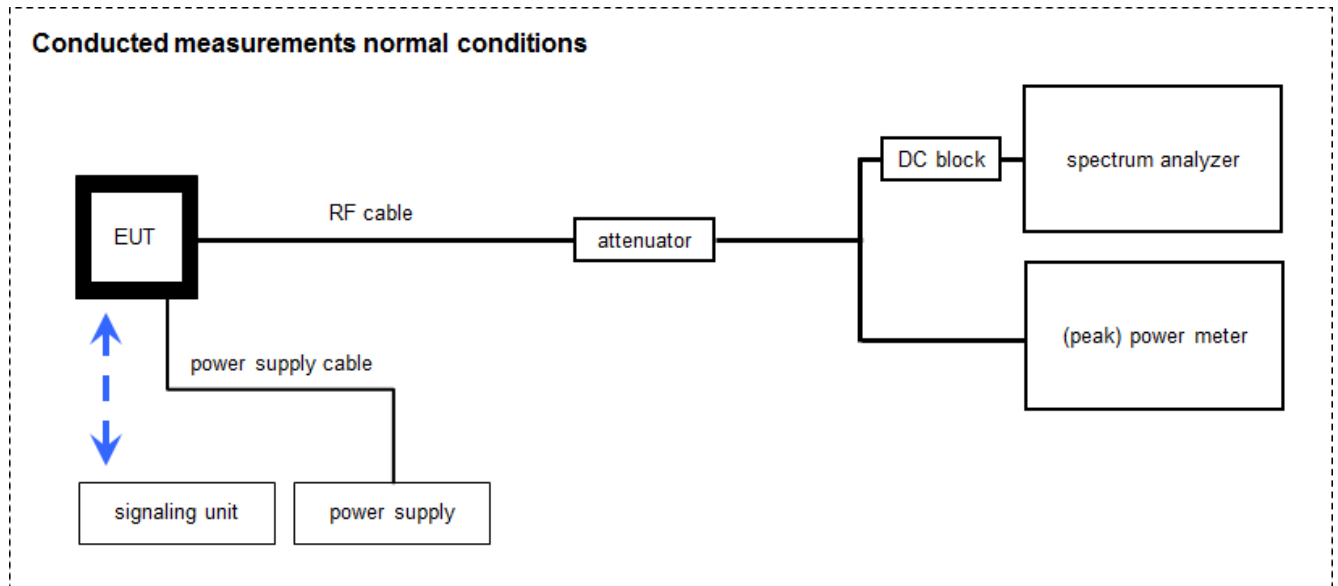 Conducted measurements normal conditions
DC block
spectrum analyzer
RF cable
EUT
attenuator
(peak) power meter
power supply cable
signaling unit
power supply